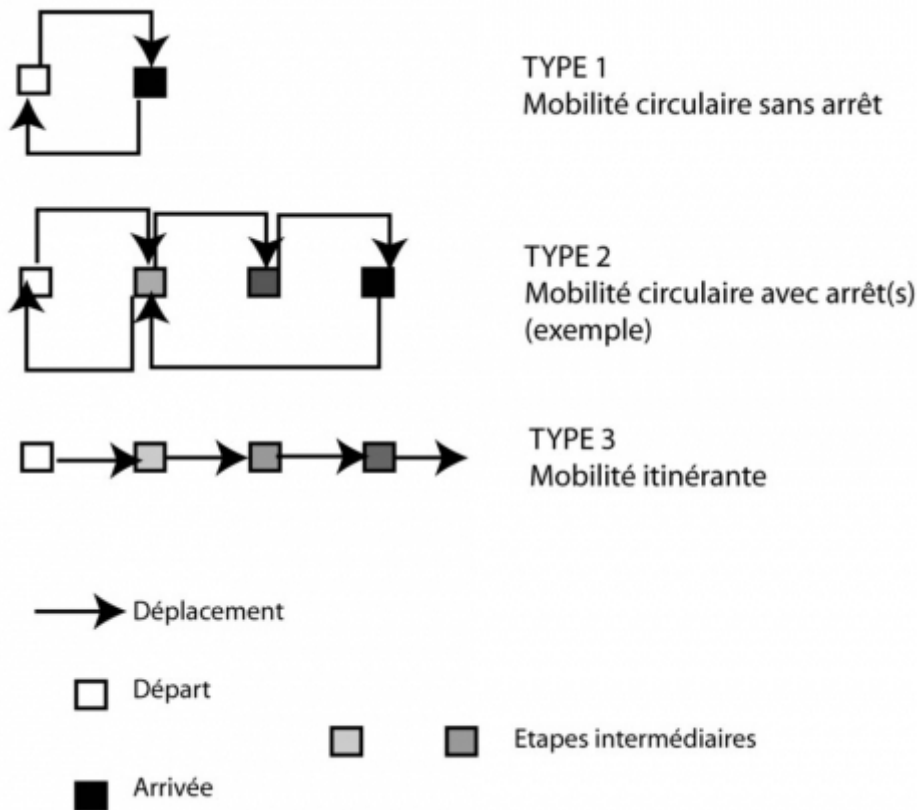 TYPE 1
Mobilité circulaire sans arrêt
TYPE 2
Mobilité circulaire avec arrêt(s)
(exemple)
TYPE 3
Mobilité itinérante
Déplacement
Départ
Etapes intermédiaires
Arrivée